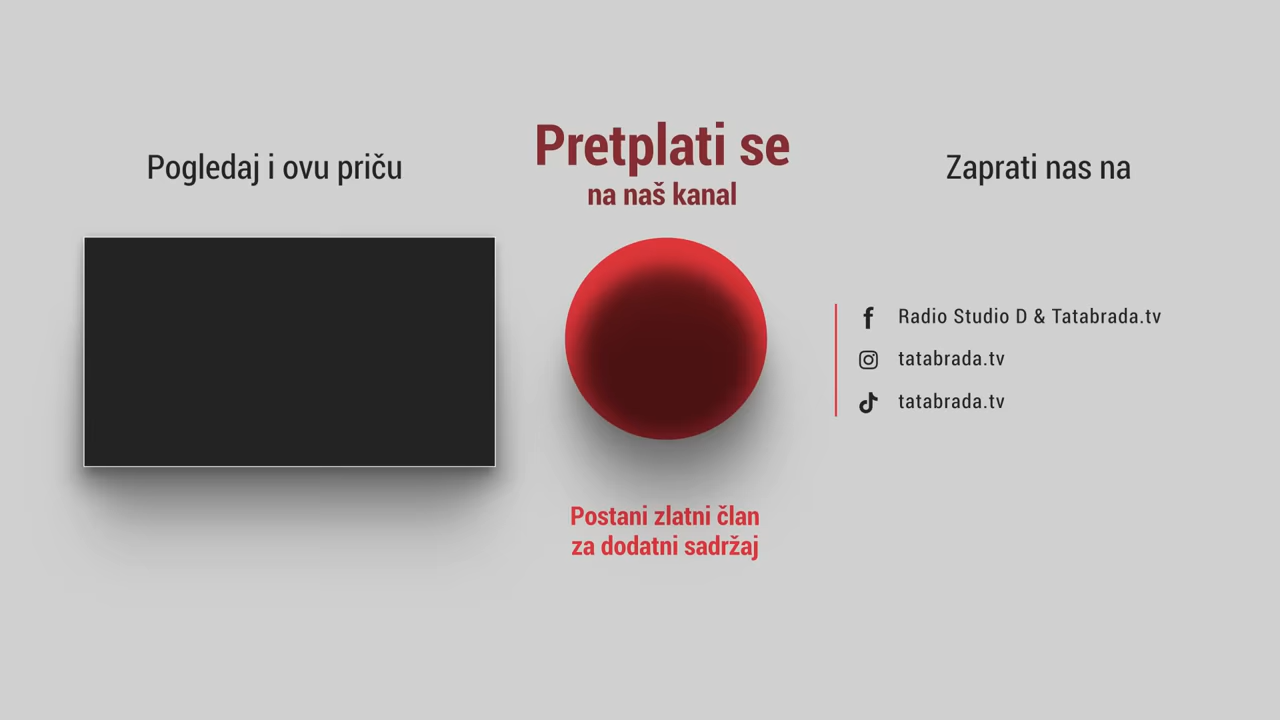 Pogledaj i ovu priču
Pretplati se
na naš kanal
Postani zlatni član
za dodatni sadržaj
Zaprati nas na
Radio Studio D & Tatabrada.tv
tatabrada.tv
tatabrada.tv